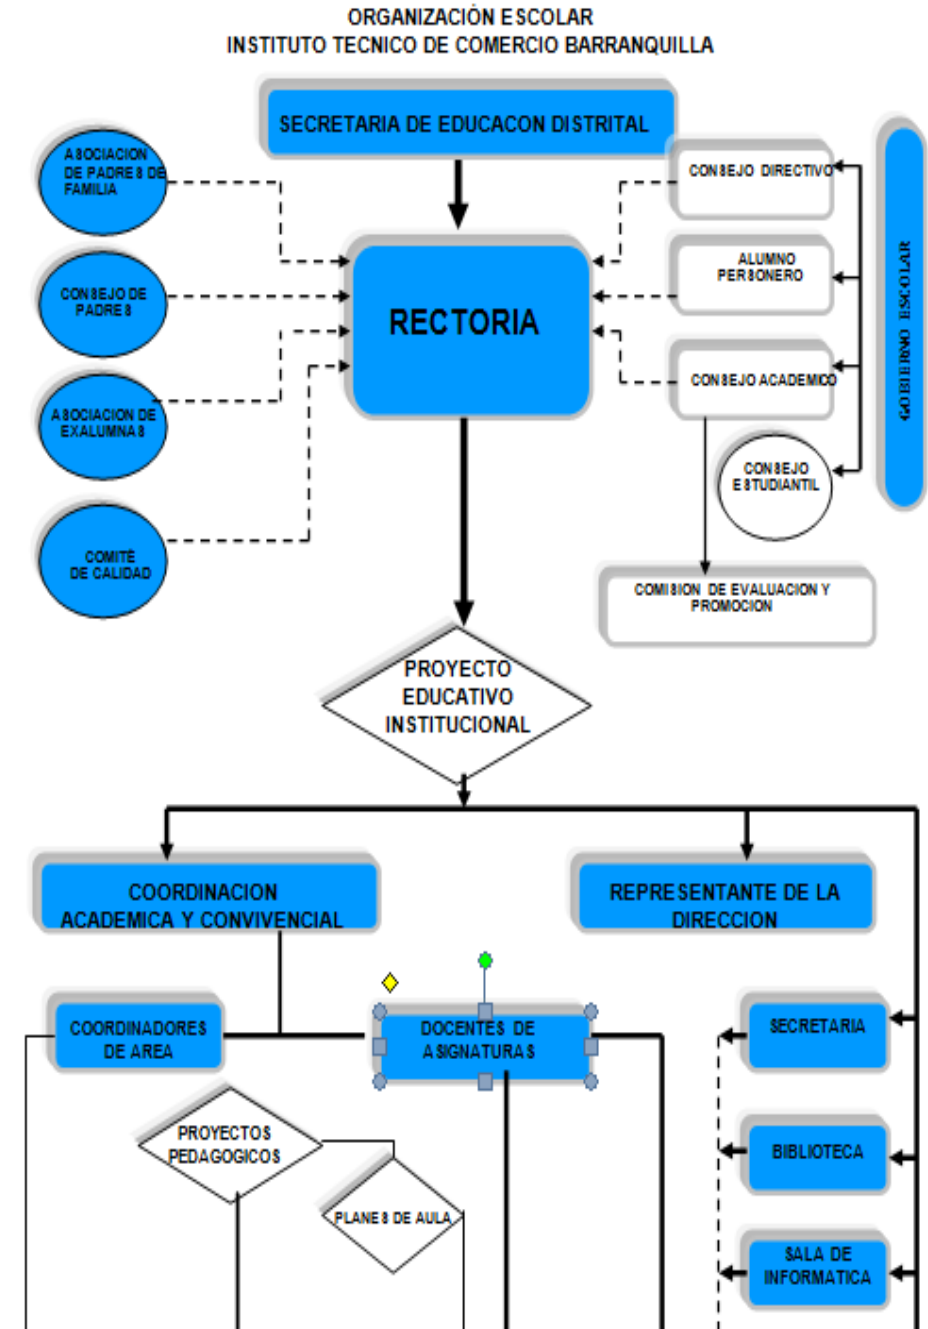 ORGANIZACIÓN ESCOLAR
INSTITUTO TECNICO DE COMERCIO BARRANQUILLA
SECRETARIA DE EDUCACON DISTRITAL
ASOCIACION
DE PADRES DE
FAMILIA
CONSEJO DIRECTIVO
CONSEJO DE
PADRES
ALUMNO
PERSONERO
RECTORIA
GOBIERNO ESCOLAR
ASOCIACION DE
EXALUMNAS
CONSEJO ACADEMICO
CONSEJO
ESTUDIANTIL
COMITÉ
DE CALIDAD
COMISION DE EVALUACION Y
PROMOCION
PROYECTO
EDUCATIVO
INSTITUCIONAL
COORDINACION
ACADEMICA Y CONVIVENCIAL
REPRESENTANTE DE LA
DIRECCION
COORDINADORES
DE AREA
DOCENTES DE
ASIGNATURAS
SECRETARIA
PROYECTOS
PEDAGOGICOS
BIBLIOTECA
PLANES DE AULA
SALA DE
INFORMATICA